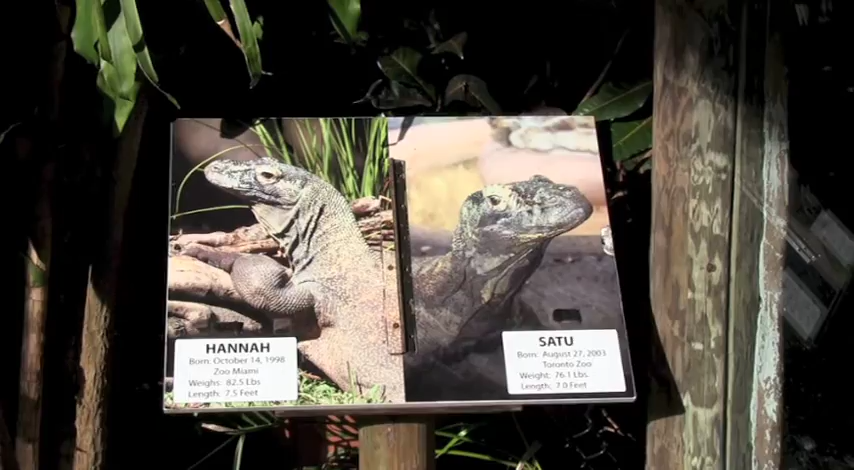 HANNAH
Born: October 14, 1998
Zoo Miami
Weighs: 82.5 Lbs
Length: 7.5 Feet
SATU
Born: August 27, 2003
Toronto Zoo
Weight: 76.1 Lbs.
Length: 7.0 Feet